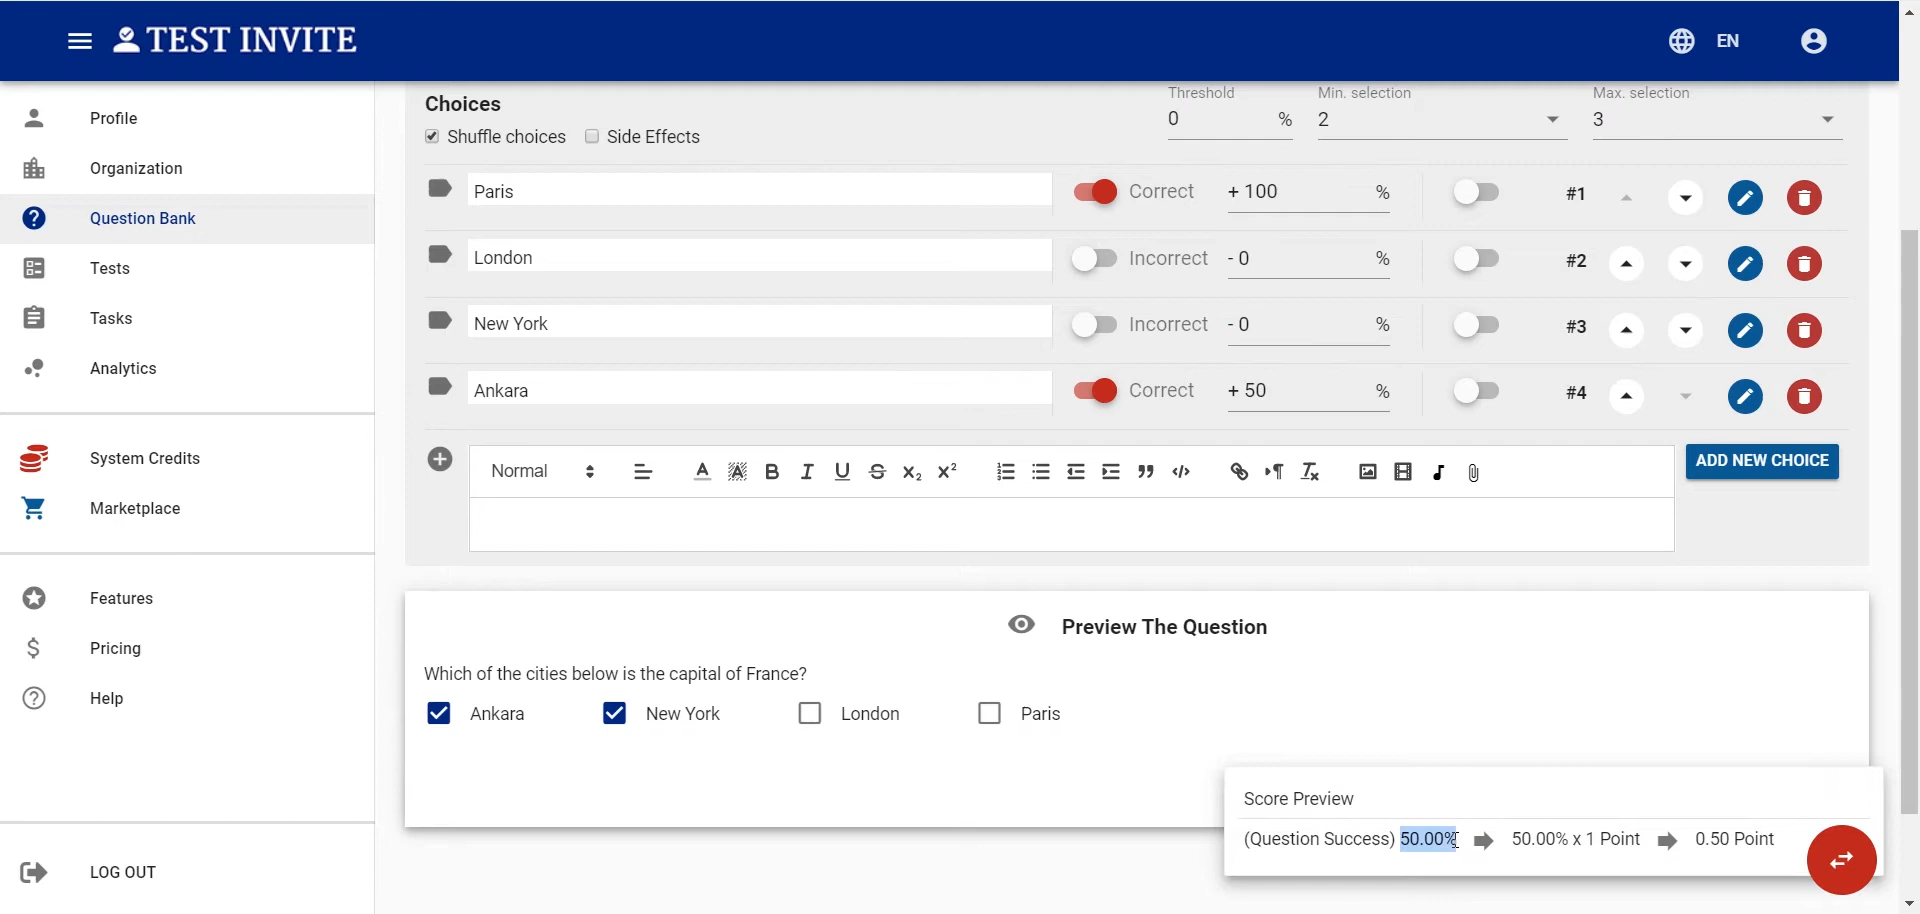 TEST INVITE
EN
Profile
Organization
Question Bank
Tests
Tasks
Analytics
System Credits
Marketplace
Features
Pricing
Help
LOG OUT
Choices
Shuffle choices Side Effects
Threshold Min. selection Max. selection
0 % 2 3
Paris Correct + 100 % #1
London Incorrect - 0 % #2
New York Incorrect - 0 % #3
Ankara Correct + 50 % #4
Normal
ADD NEW CHOICE
Preview The Question
Which of the cities below is the capital of France?
Ankara New York London Paris
Score Preview
(Question Success) 50.00% 50.00% x 1 Point 0.50 Point